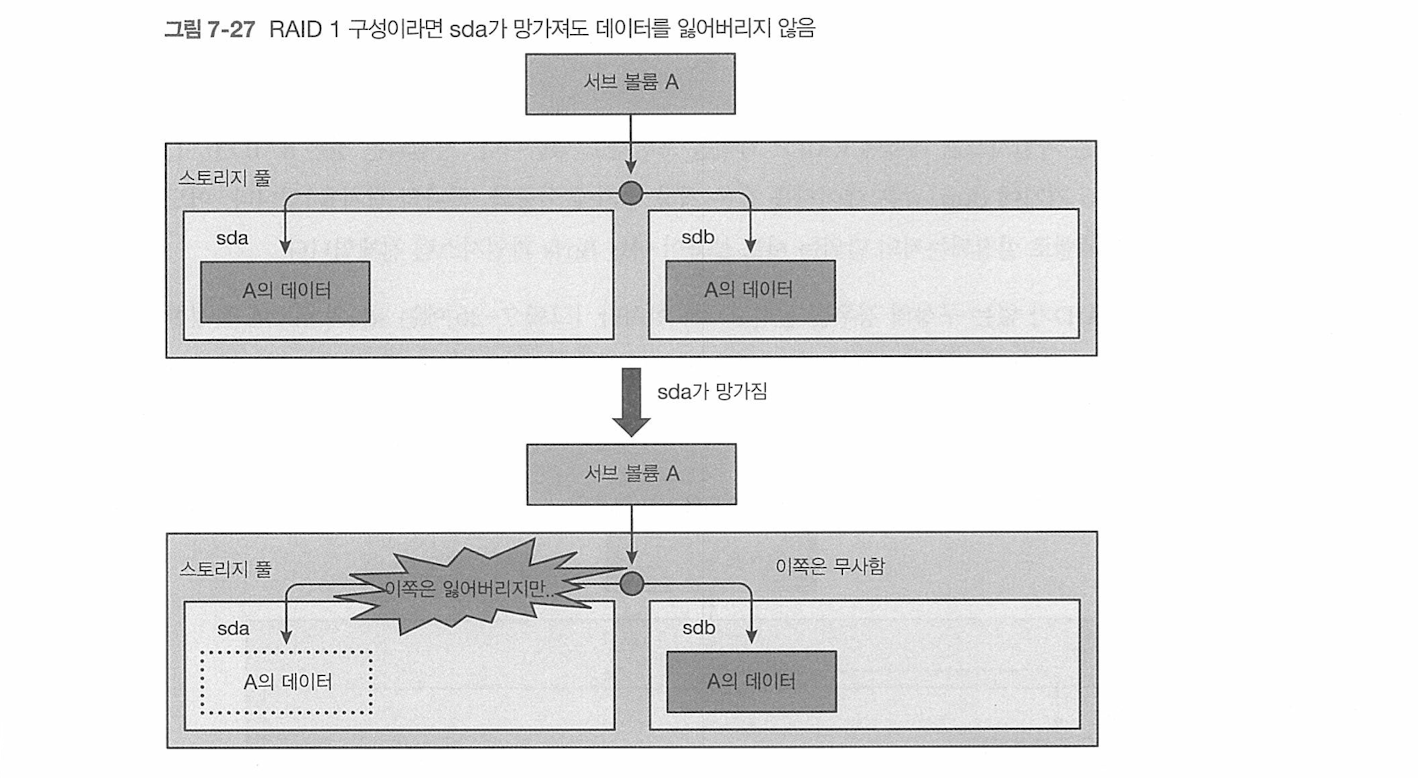 그림 7-27 RAID 1 구성이라면 sda가 망가져도 데이터를 잃어버리지 않음
서브 볼륨 A
스토리지 풀
sda
sdb
A의 데이터
A의 데이터
sda가 망가짐
서브 볼륨 A
스토리지 풀
이쪽은 잃어버리지만..
이쪽은 무사함
sda
sdb
A의 데이터
A의 데이터